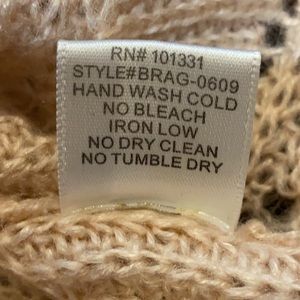 RN# 101331
STYLE#BRAG-0609
HAND WASH COLD
NO BLEACH
IRON LOW
NO DRY CLEAN
NO TUMBLE DRY